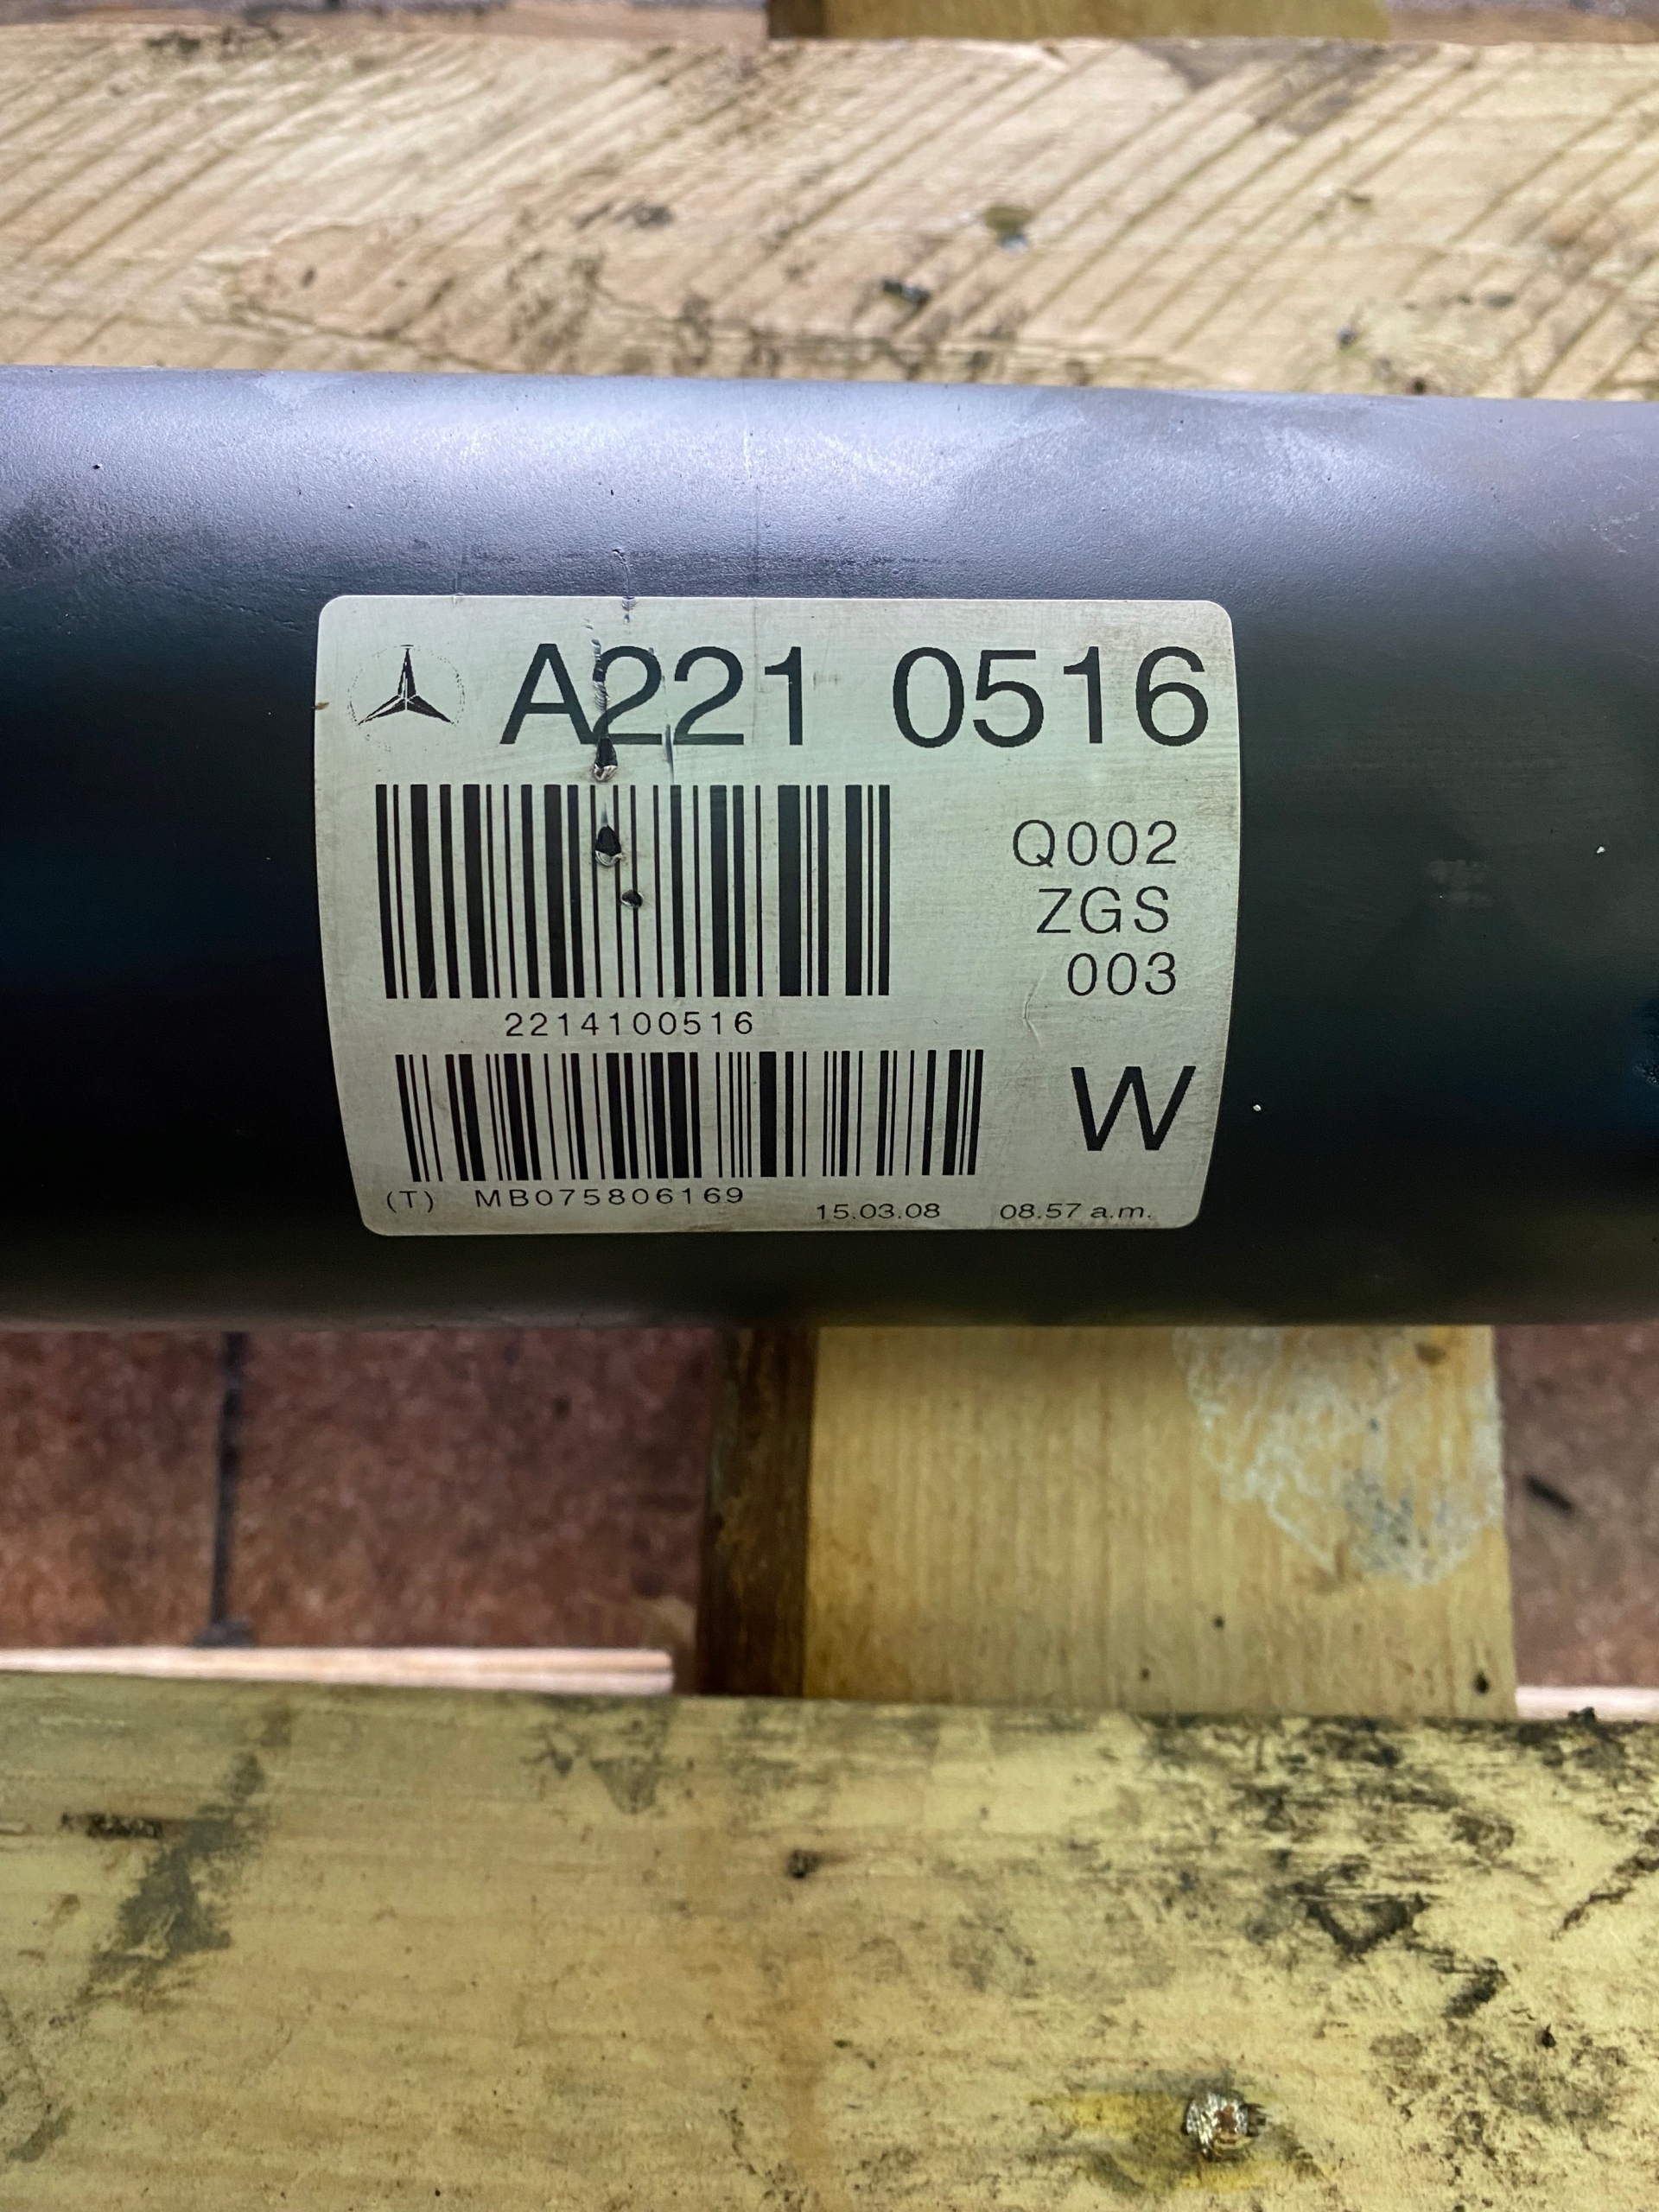 A221 0516
Q002
ZGS
003
2214100516
W
(T) MB075806169
15.03.08 08.57 a.m.